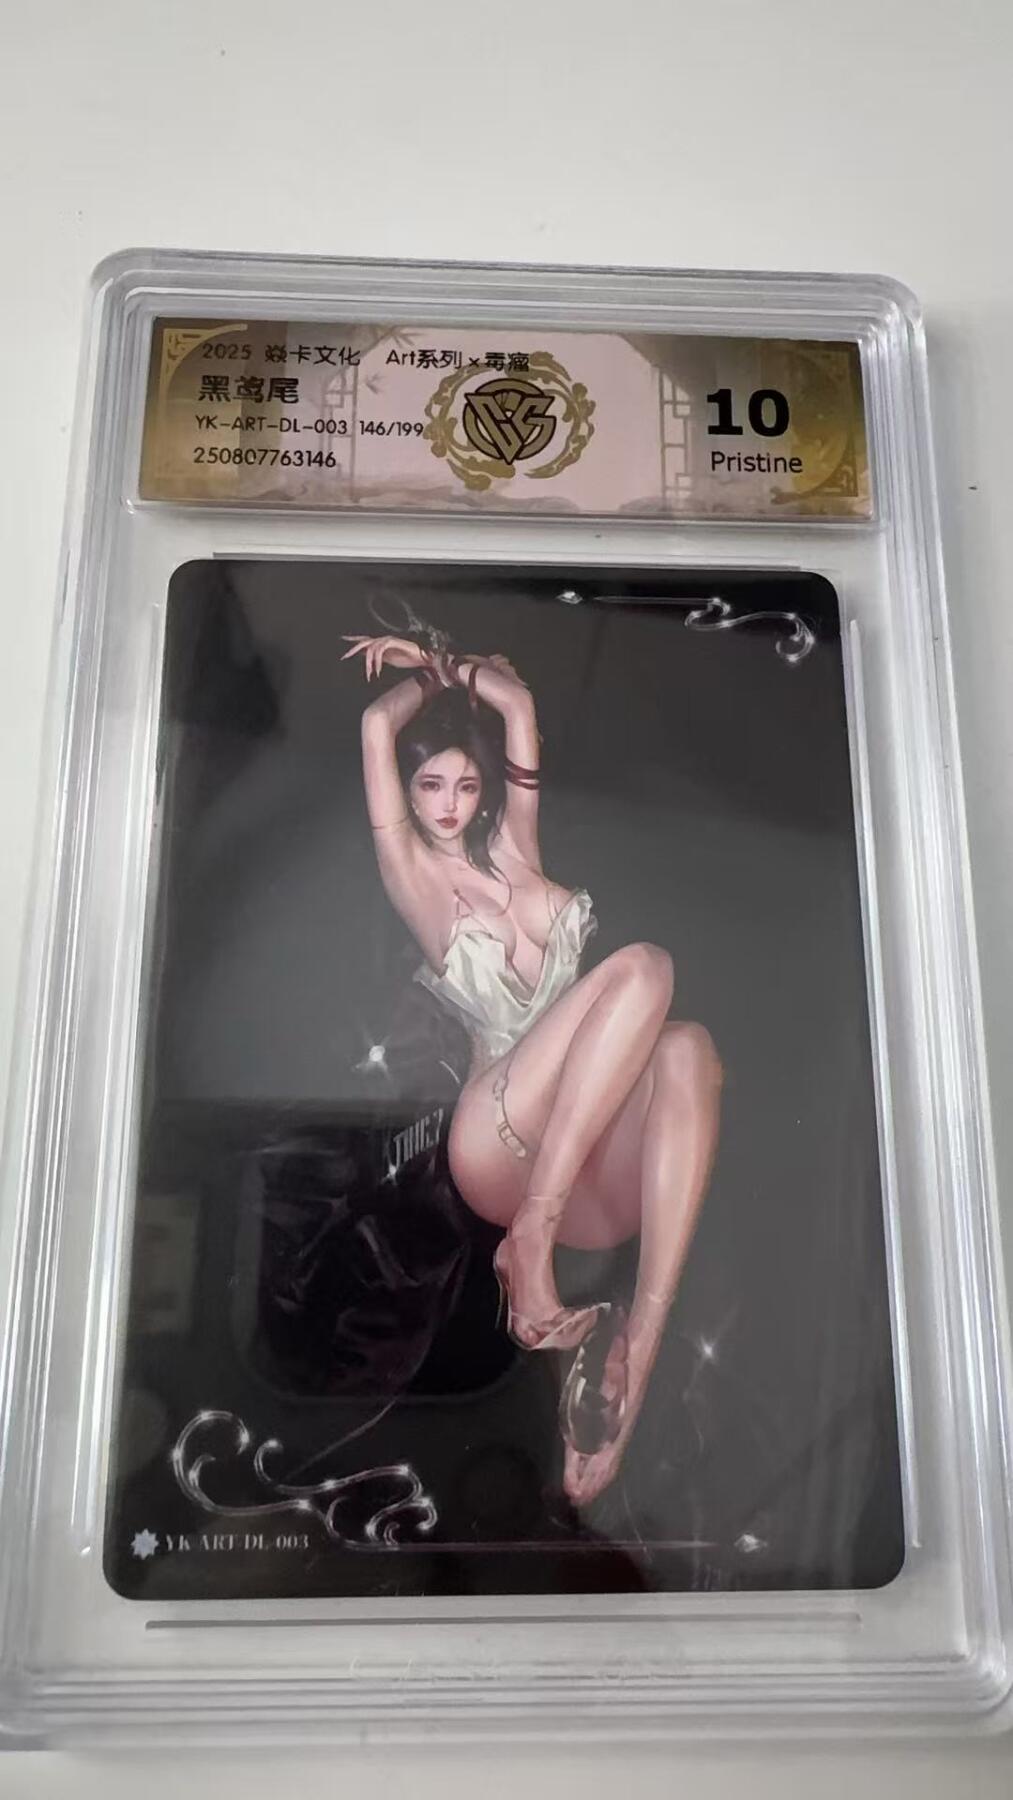 2025 焱卡文化 Art系列×毒瘤
黑鸢尾
YK-ART-DL-003 146/199
250807763146
CCS
10
Pristine
YK-ART-DL-003